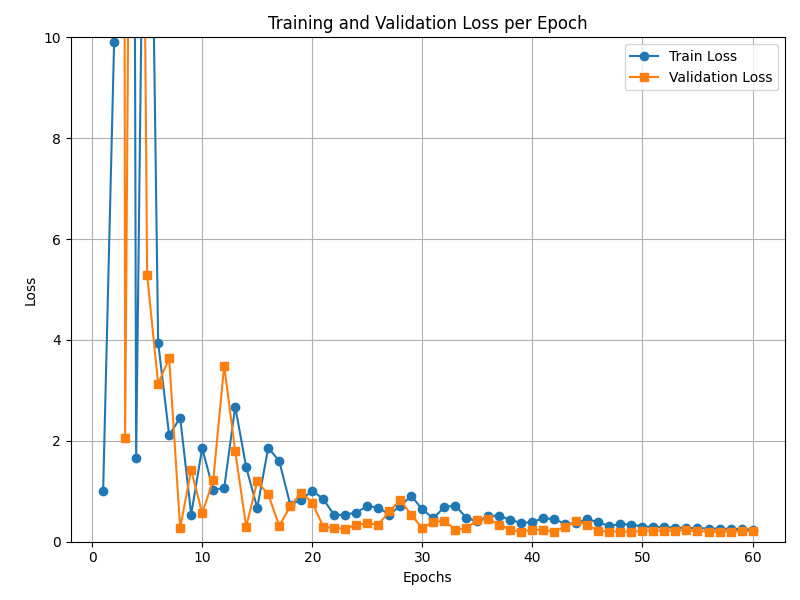 Training and Validation Loss per Epoch
Train Loss
Validation Loss
10
8
6
4
2
0
Loss
0 10 20 30 40 50 60
Epochs